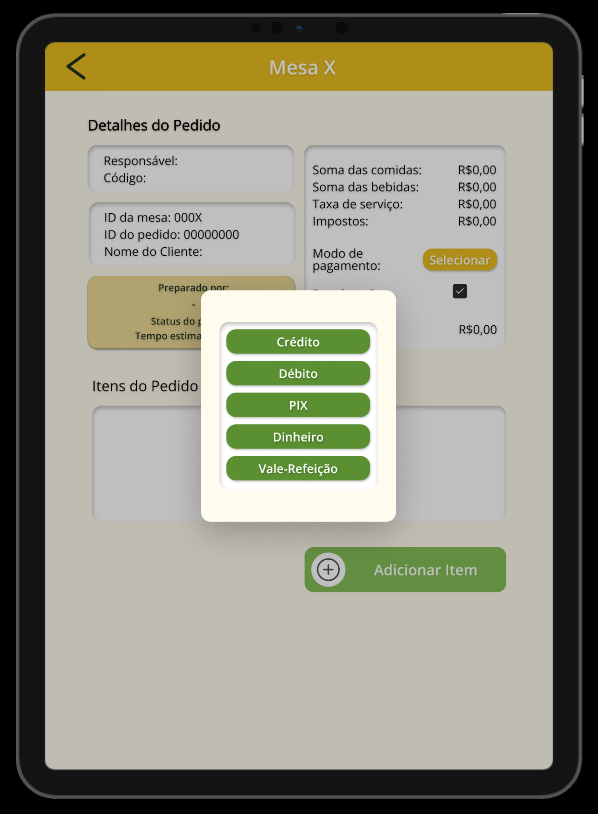 Mesa X
Detalhes do Pedido
Responsável:
Código:
ID da mesa: 000X
ID do pedido: 00000000
Nome do Cliente:
Preparado por:
-
Status do
Tempo
Soma das comidas: R$0,00
Soma das bebidas: R$0,00
Taxa de serviço: R$0,00
Impostos: R$0,00
Modo de
pagamento:
Selecionar
R$0,00
Crédito
Débito
PIX
Dinheiro
Vale-Refeição
Itens do Pedido
Adicionar Item